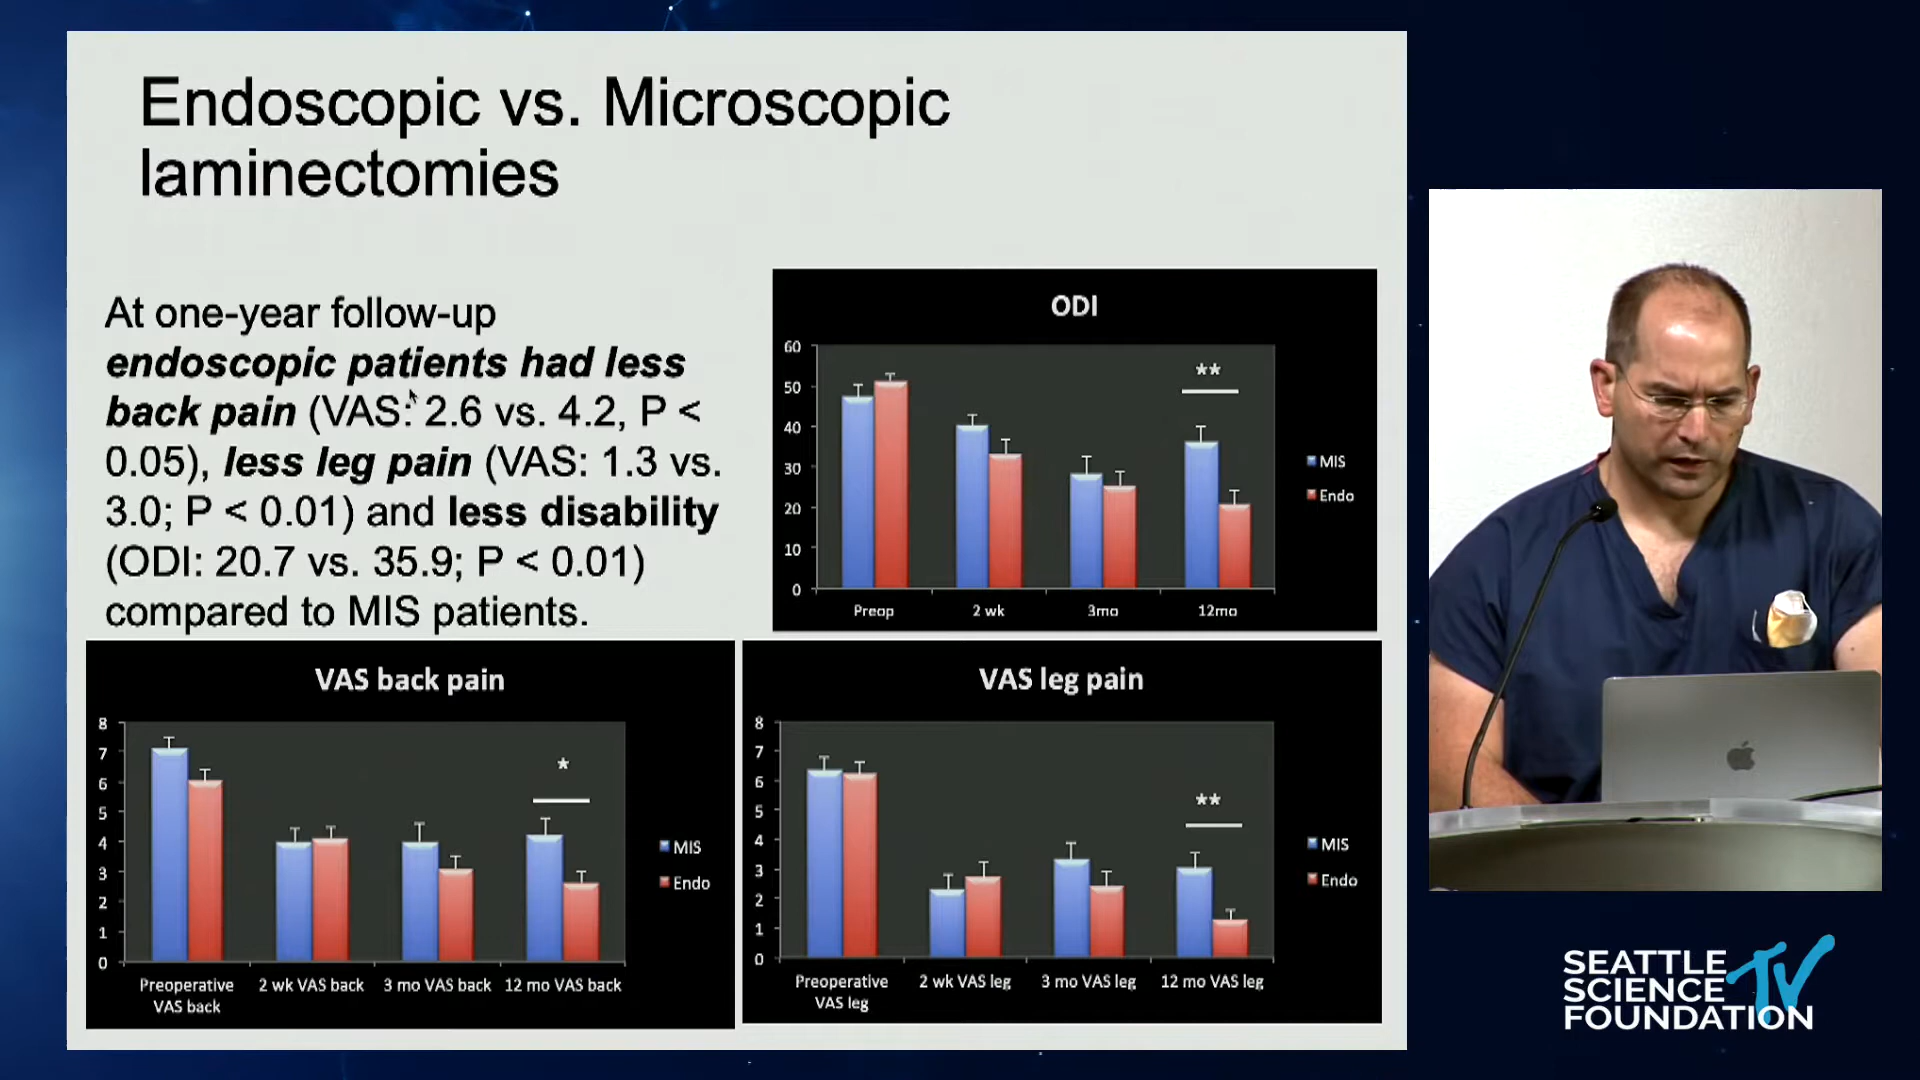 Endoscopic vs. Microscopic
laminectomies
At one-year follow-up
endoscopic patients had less
back pain (VAS: 2.6 vs. 4.2, P <
0.05), less leg pain (VAS: 1.3 vs.
3.0; P < 0.01) and less disability
(ODI: 20.7 vs. 35.9; P < 0.01)
compared to MIS patients.
ODI
60
50
40
30
20
10
0
**
Preop 2 wk 3mo 12mo
MIS
Endo
VAS back pain
8
7
6
5
4
3
2
1
0
*
Preoperative 2 wk VAS back 3 mo VAS back 12 mo VAS back
VAS back
MIS
Endo
VAS leg pain
8
7
6
5
4
3
2
1
0
**
Preoperative 2 wk VAS leg 3 mo VAS leg 12 mo VAS leg
VAS leg
MIS
Endo
SEATTLE
SCIENCE TV
FOUNDATION